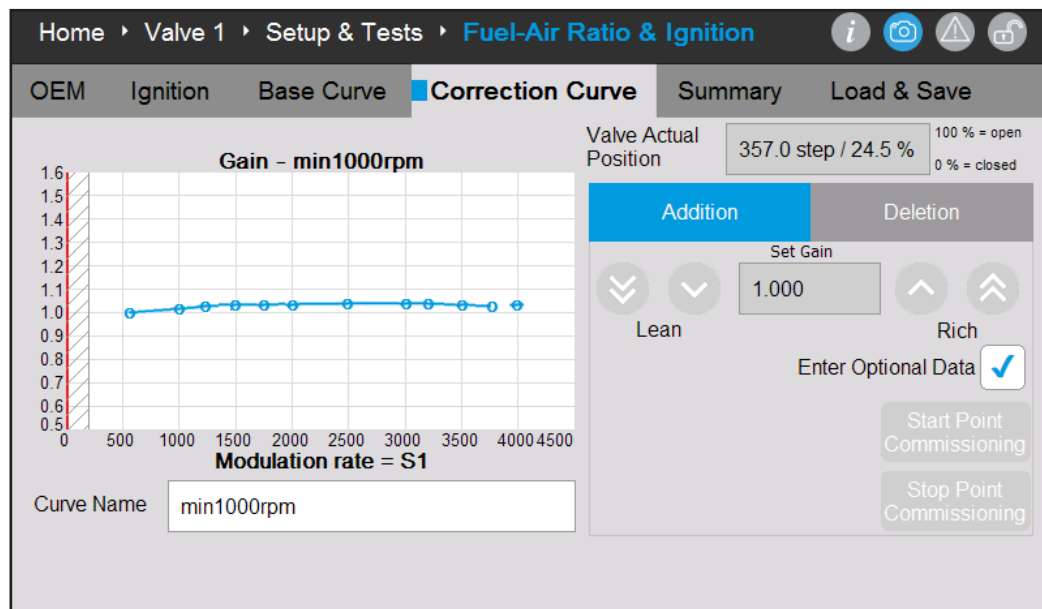 Home ‣ Valve 1 ‣ Setup & Tests ‣ Fuel-Air Ratio & Ignition
OEM Ignition Base Curve Correction Curve Summary Load & Save
Valve Actual
Position
357.0 step / 24.5 %
100 % = open
0 % = closed
Gain - min1000rpm
1.6
1.5
1.4
1.3
1.2
1.1
1.0
0.9
0.8
0.7
0.6
0.5
0 500 1000 1500 2000 2500 3000 3500 4000 4500
Modulation rate = S1
Curve Name min1000rpm
Addition Deletion
Set Gain
1.000
Lean Rich
Enter Optional Data
Start Point
Commissioning
Stop Point
Commissioning